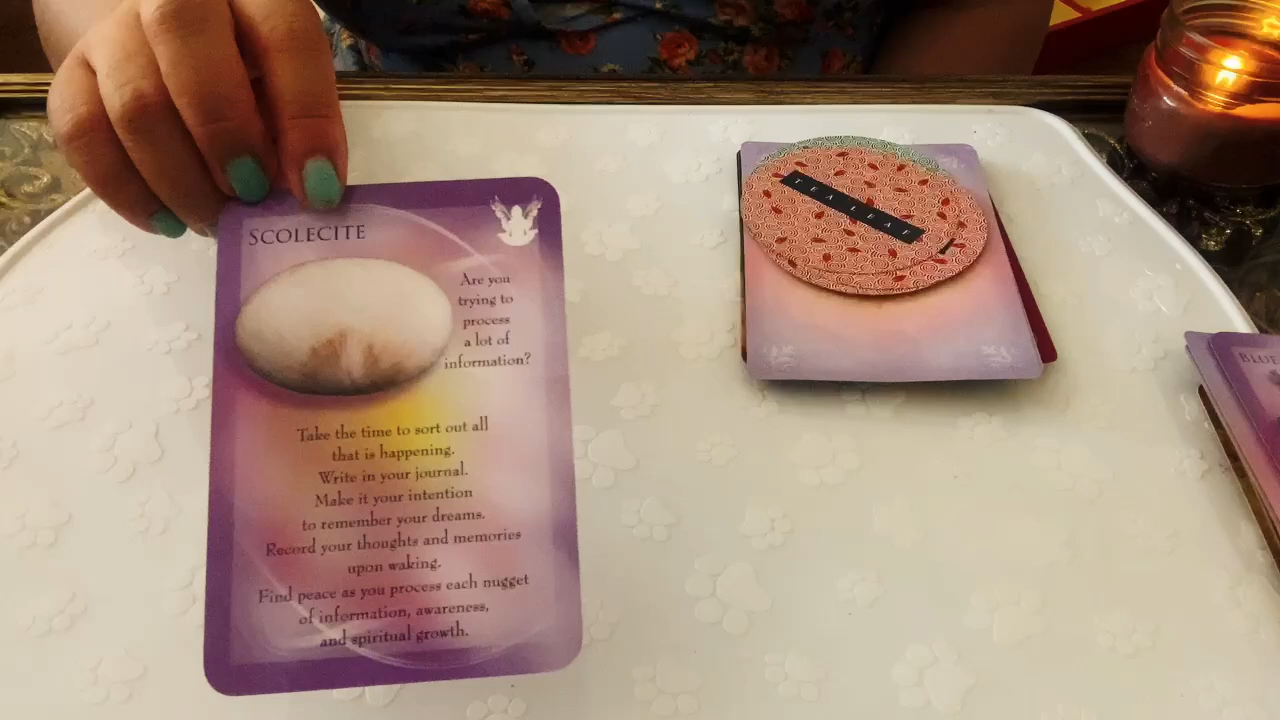 SCOLECITE
Are you
trying to
process
a lot of
information?
Take the time to sort out all
that is happening.
Write in your journal.
Make it your intention
to remember your dreams.
Record your thoughts and memories
upon waking.
Find peace as you process each nugget
of information, awareness,
and spiritual growth.
TEA LEAF
BLUE